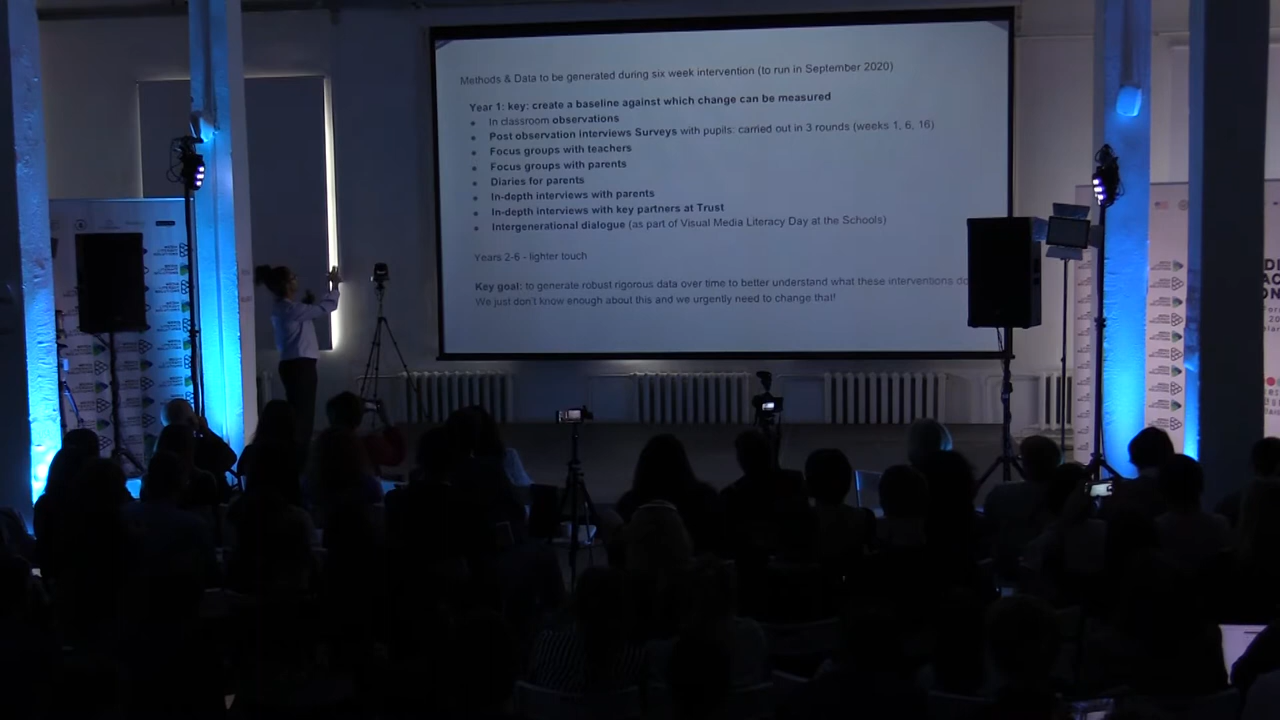 Methods & Data to be generated during six week intervention (to run in September 2020)
Year 1: key: create a baseline against which change can be measured
• In classroom observations
• Post observation interviews Surveys with pupils: carried out in 3 rounds (weeks 1, 6, 16)
• Focus groups with teachers
• Focus groups with parents
• Diaries for parents
• In-depth interviews with parents
• In-depth interviews with key partners at Trust
• Intergenerational dialogue (as part of Visual Media Literacy Day at the Schools)
Years 2-6 - lighter touch
Key goal: to generate robust rigorous data over time to better understand what these interventions do
We just don't know enough about this and we urgently need to change that!